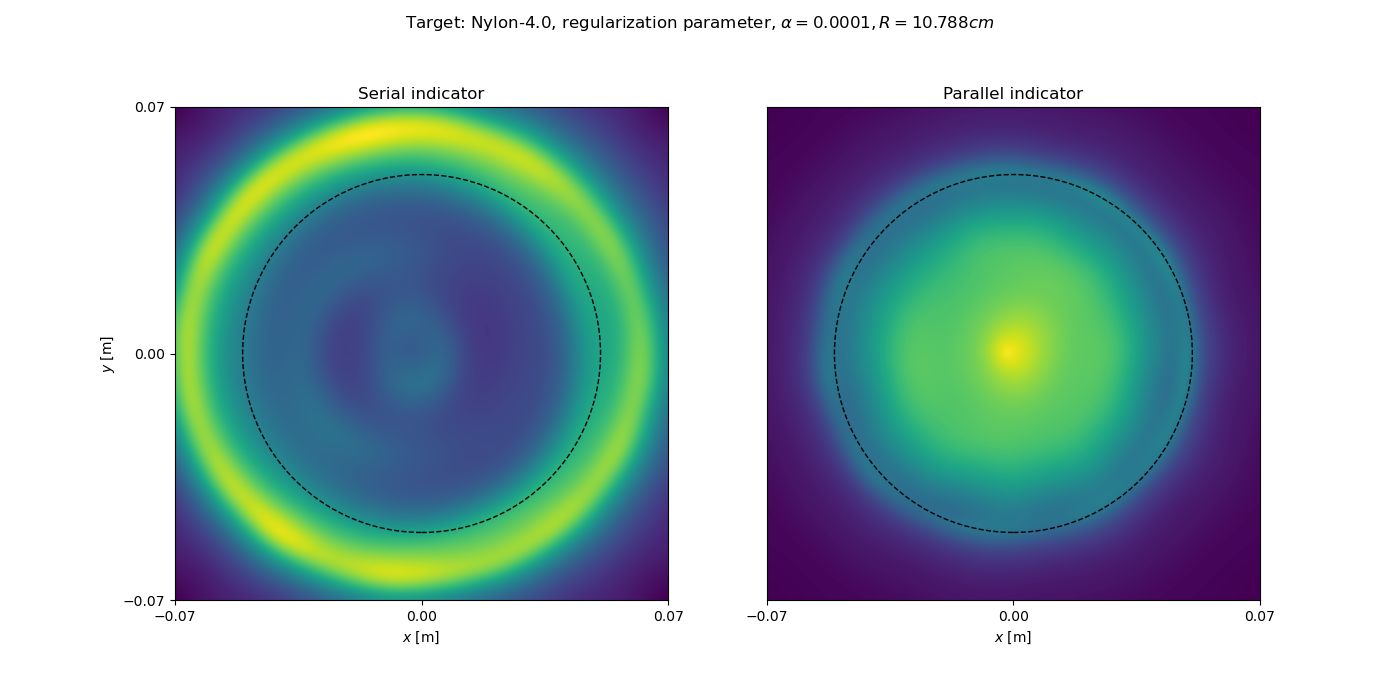 Target: Nylon-4.0, regularization parameter, α = 0.0001, R = 10.788cm
Serial indicator
Parallel indicator
0.07
0.00
−0.07
y [m]
−0.07
0.00
0.07
x [m]
−0.07
0.00
0.07
x [m]